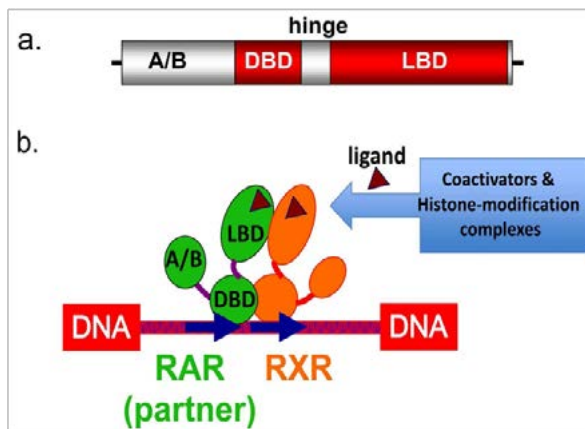 a.
hinge
A/B DBD LBD
b.
ligand
Coactivators &
Histone-modification
complexes
LBD
A/B
DBD
DNA DNA
RAR RXR
(partner)